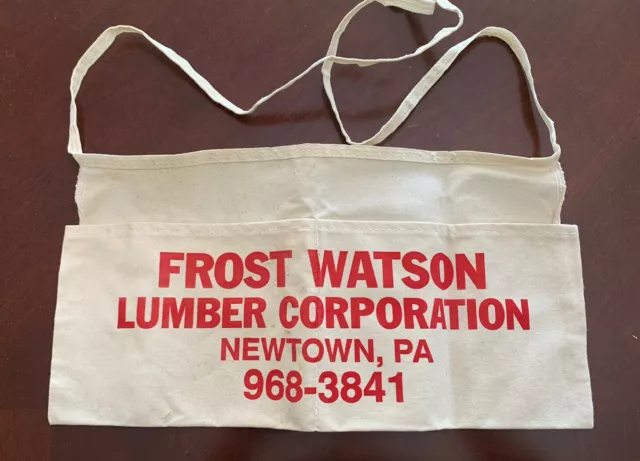 FROST WATSON
LUMBER CORPORATION
NEWTOWN, PA
968-3841